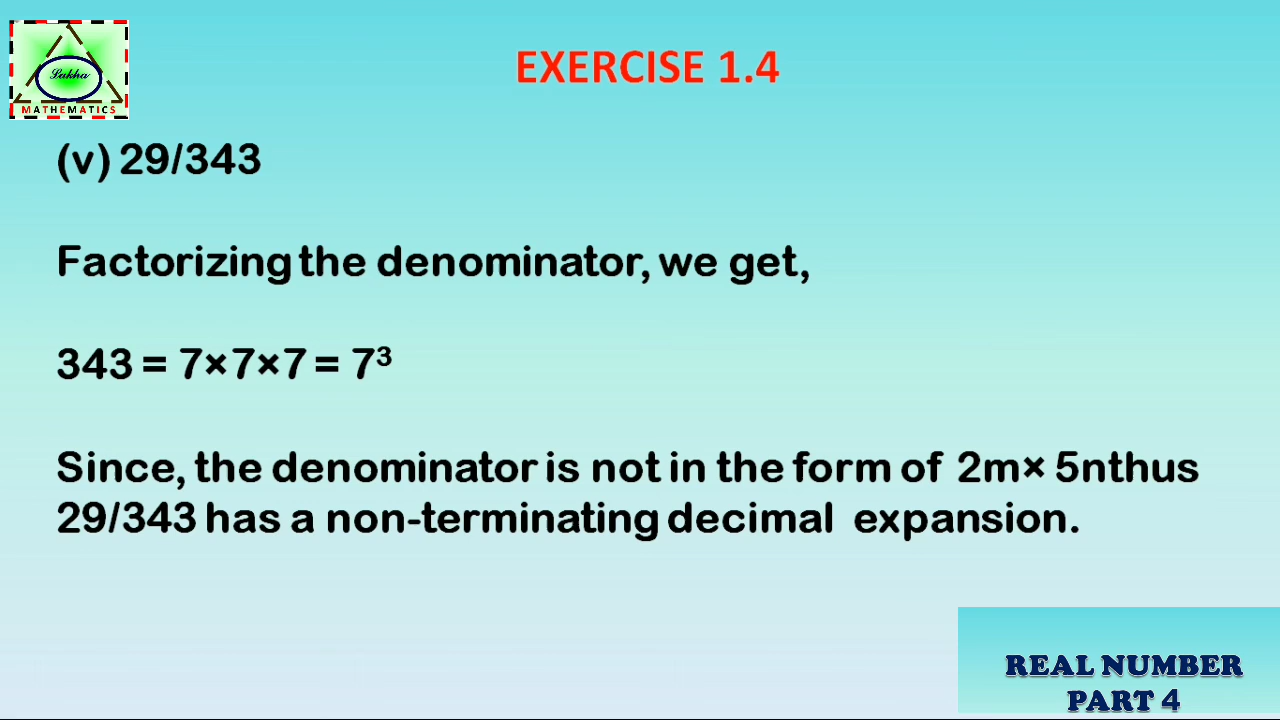 Sakha
MATHEMATICS
EXERCISE 1.4
(v) 29/343
Factorizing the denominator, we get,
343 = 7×7×7 = 7³
Since, the denominator is not in the form of 2m× 5nthus
29/343 has a non-terminating decimal expansion.
REAL NUMBER
PART 4